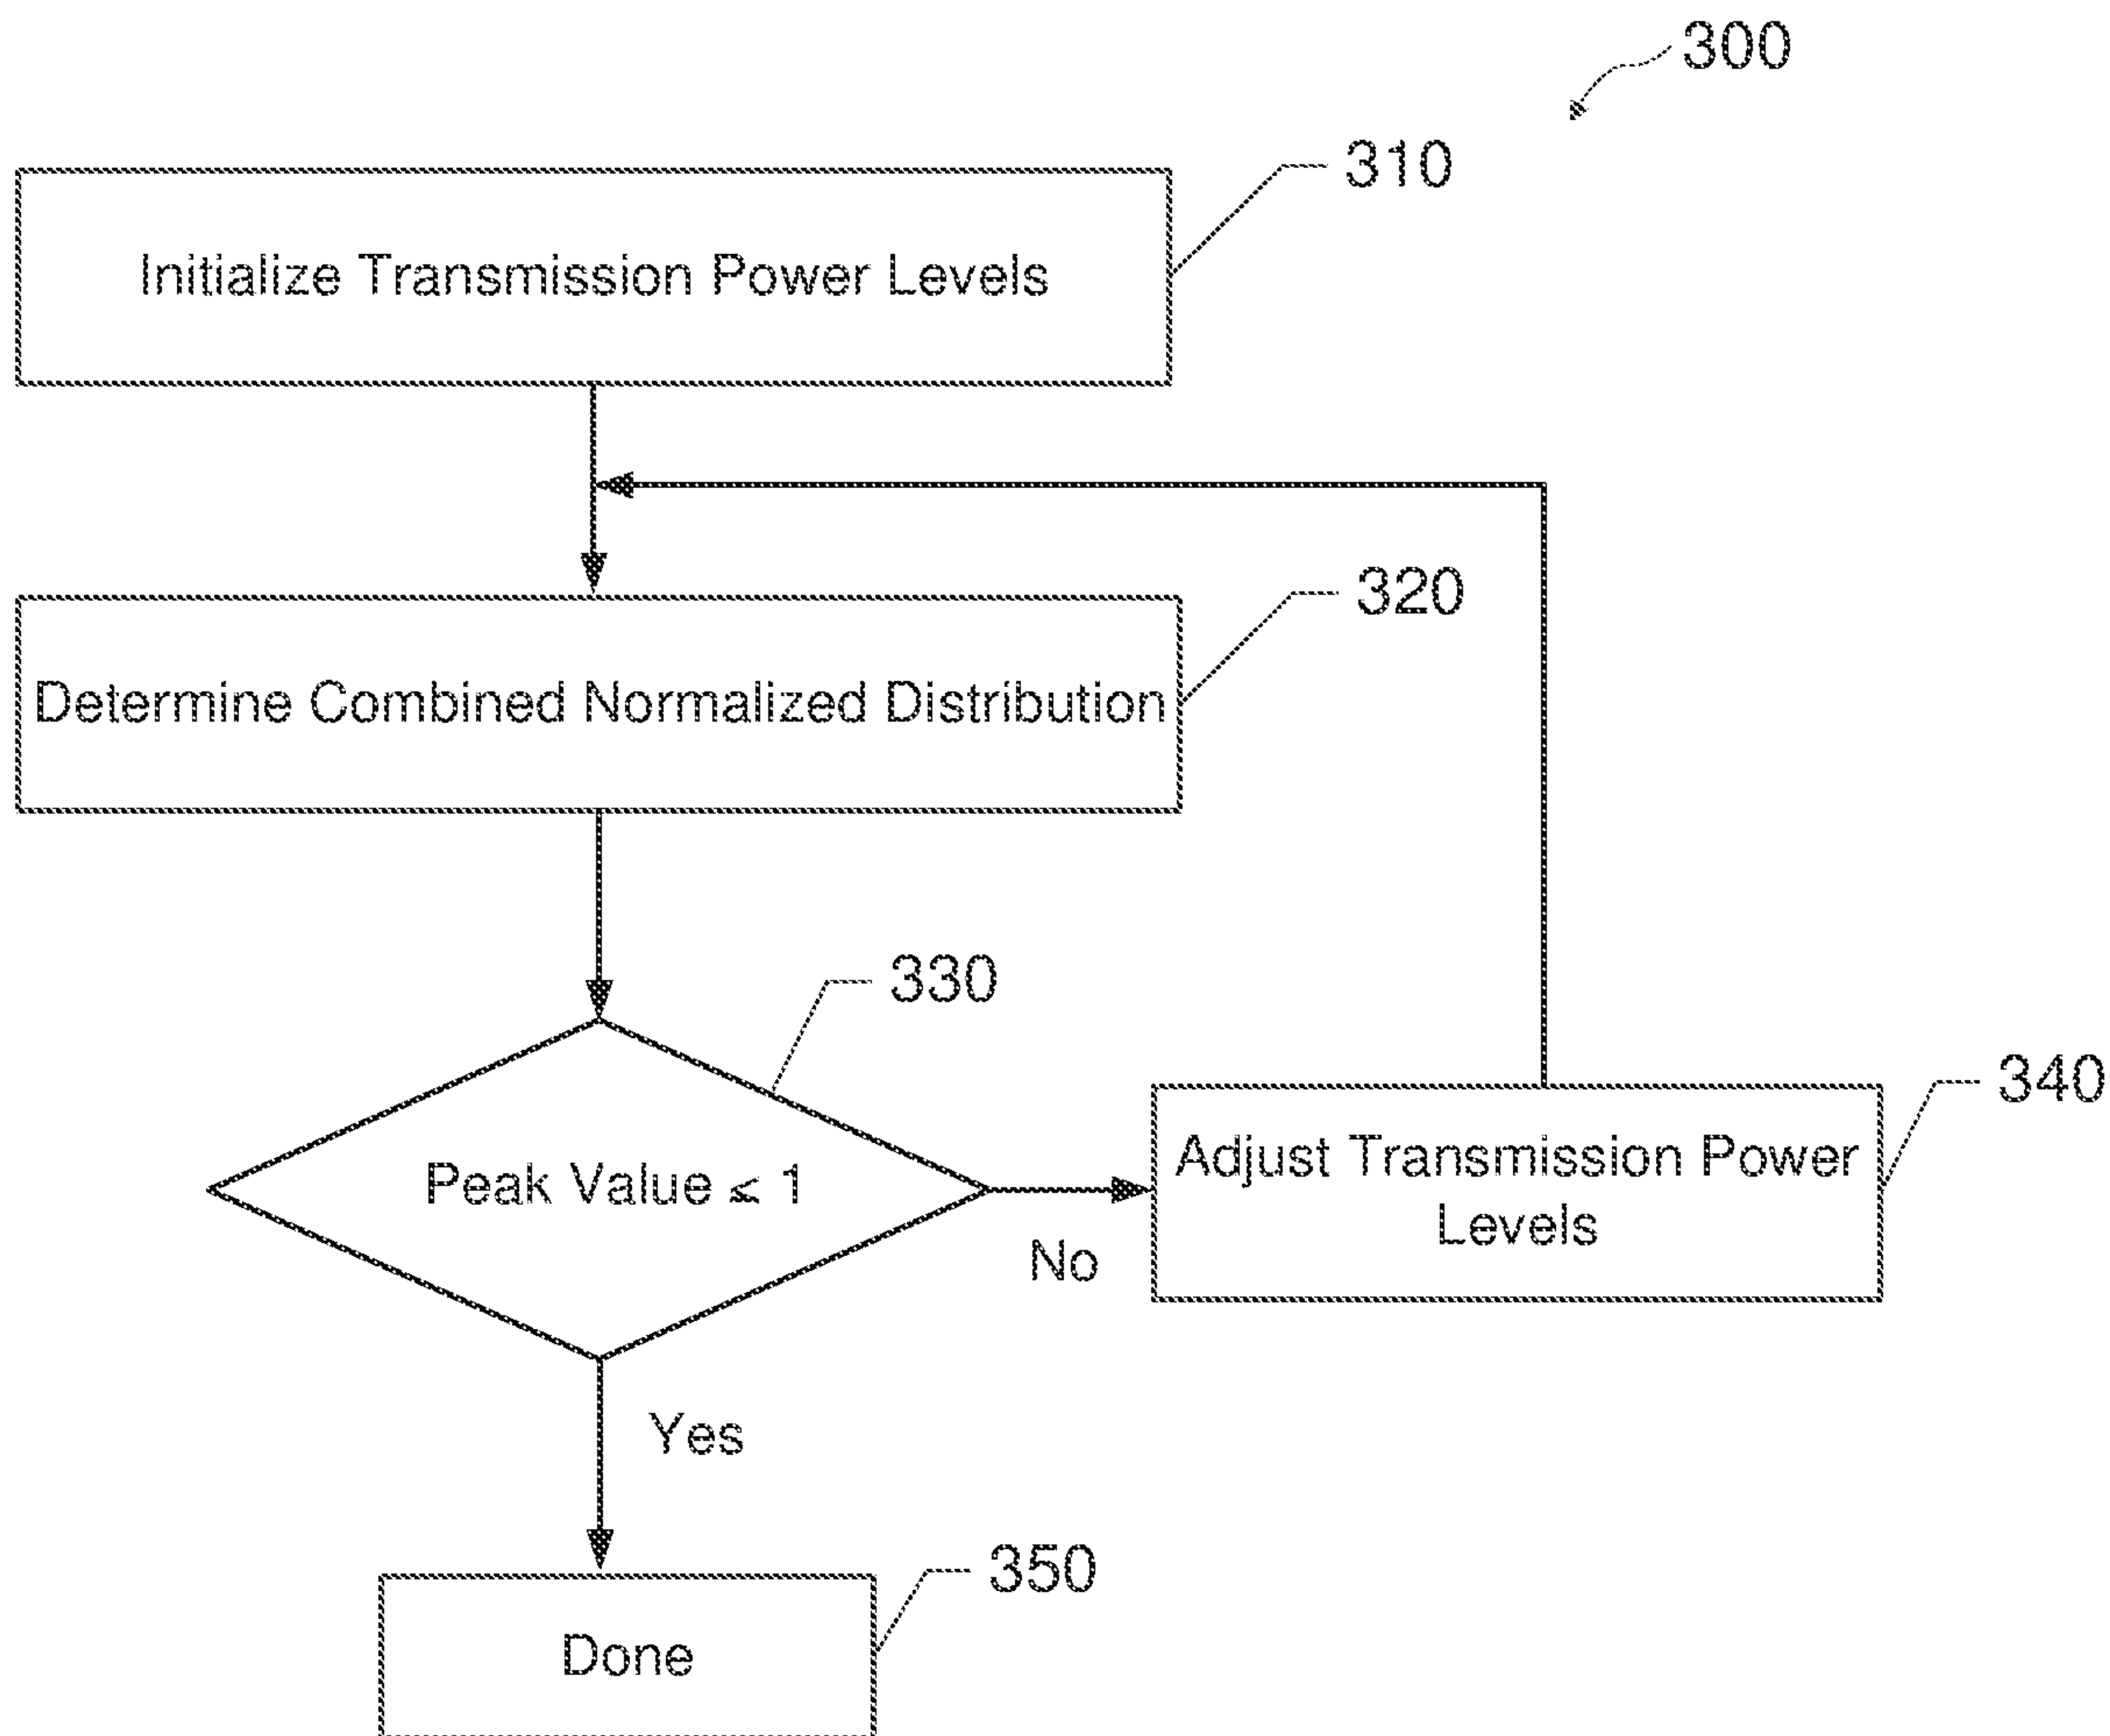 300
310
Initialize Transmission Power Levels
320
Determine Combined Normalized Distribution
330
Peak Value ≤ 1
No
340
Adjust Transmission Power
Levels
Yes
350
Done